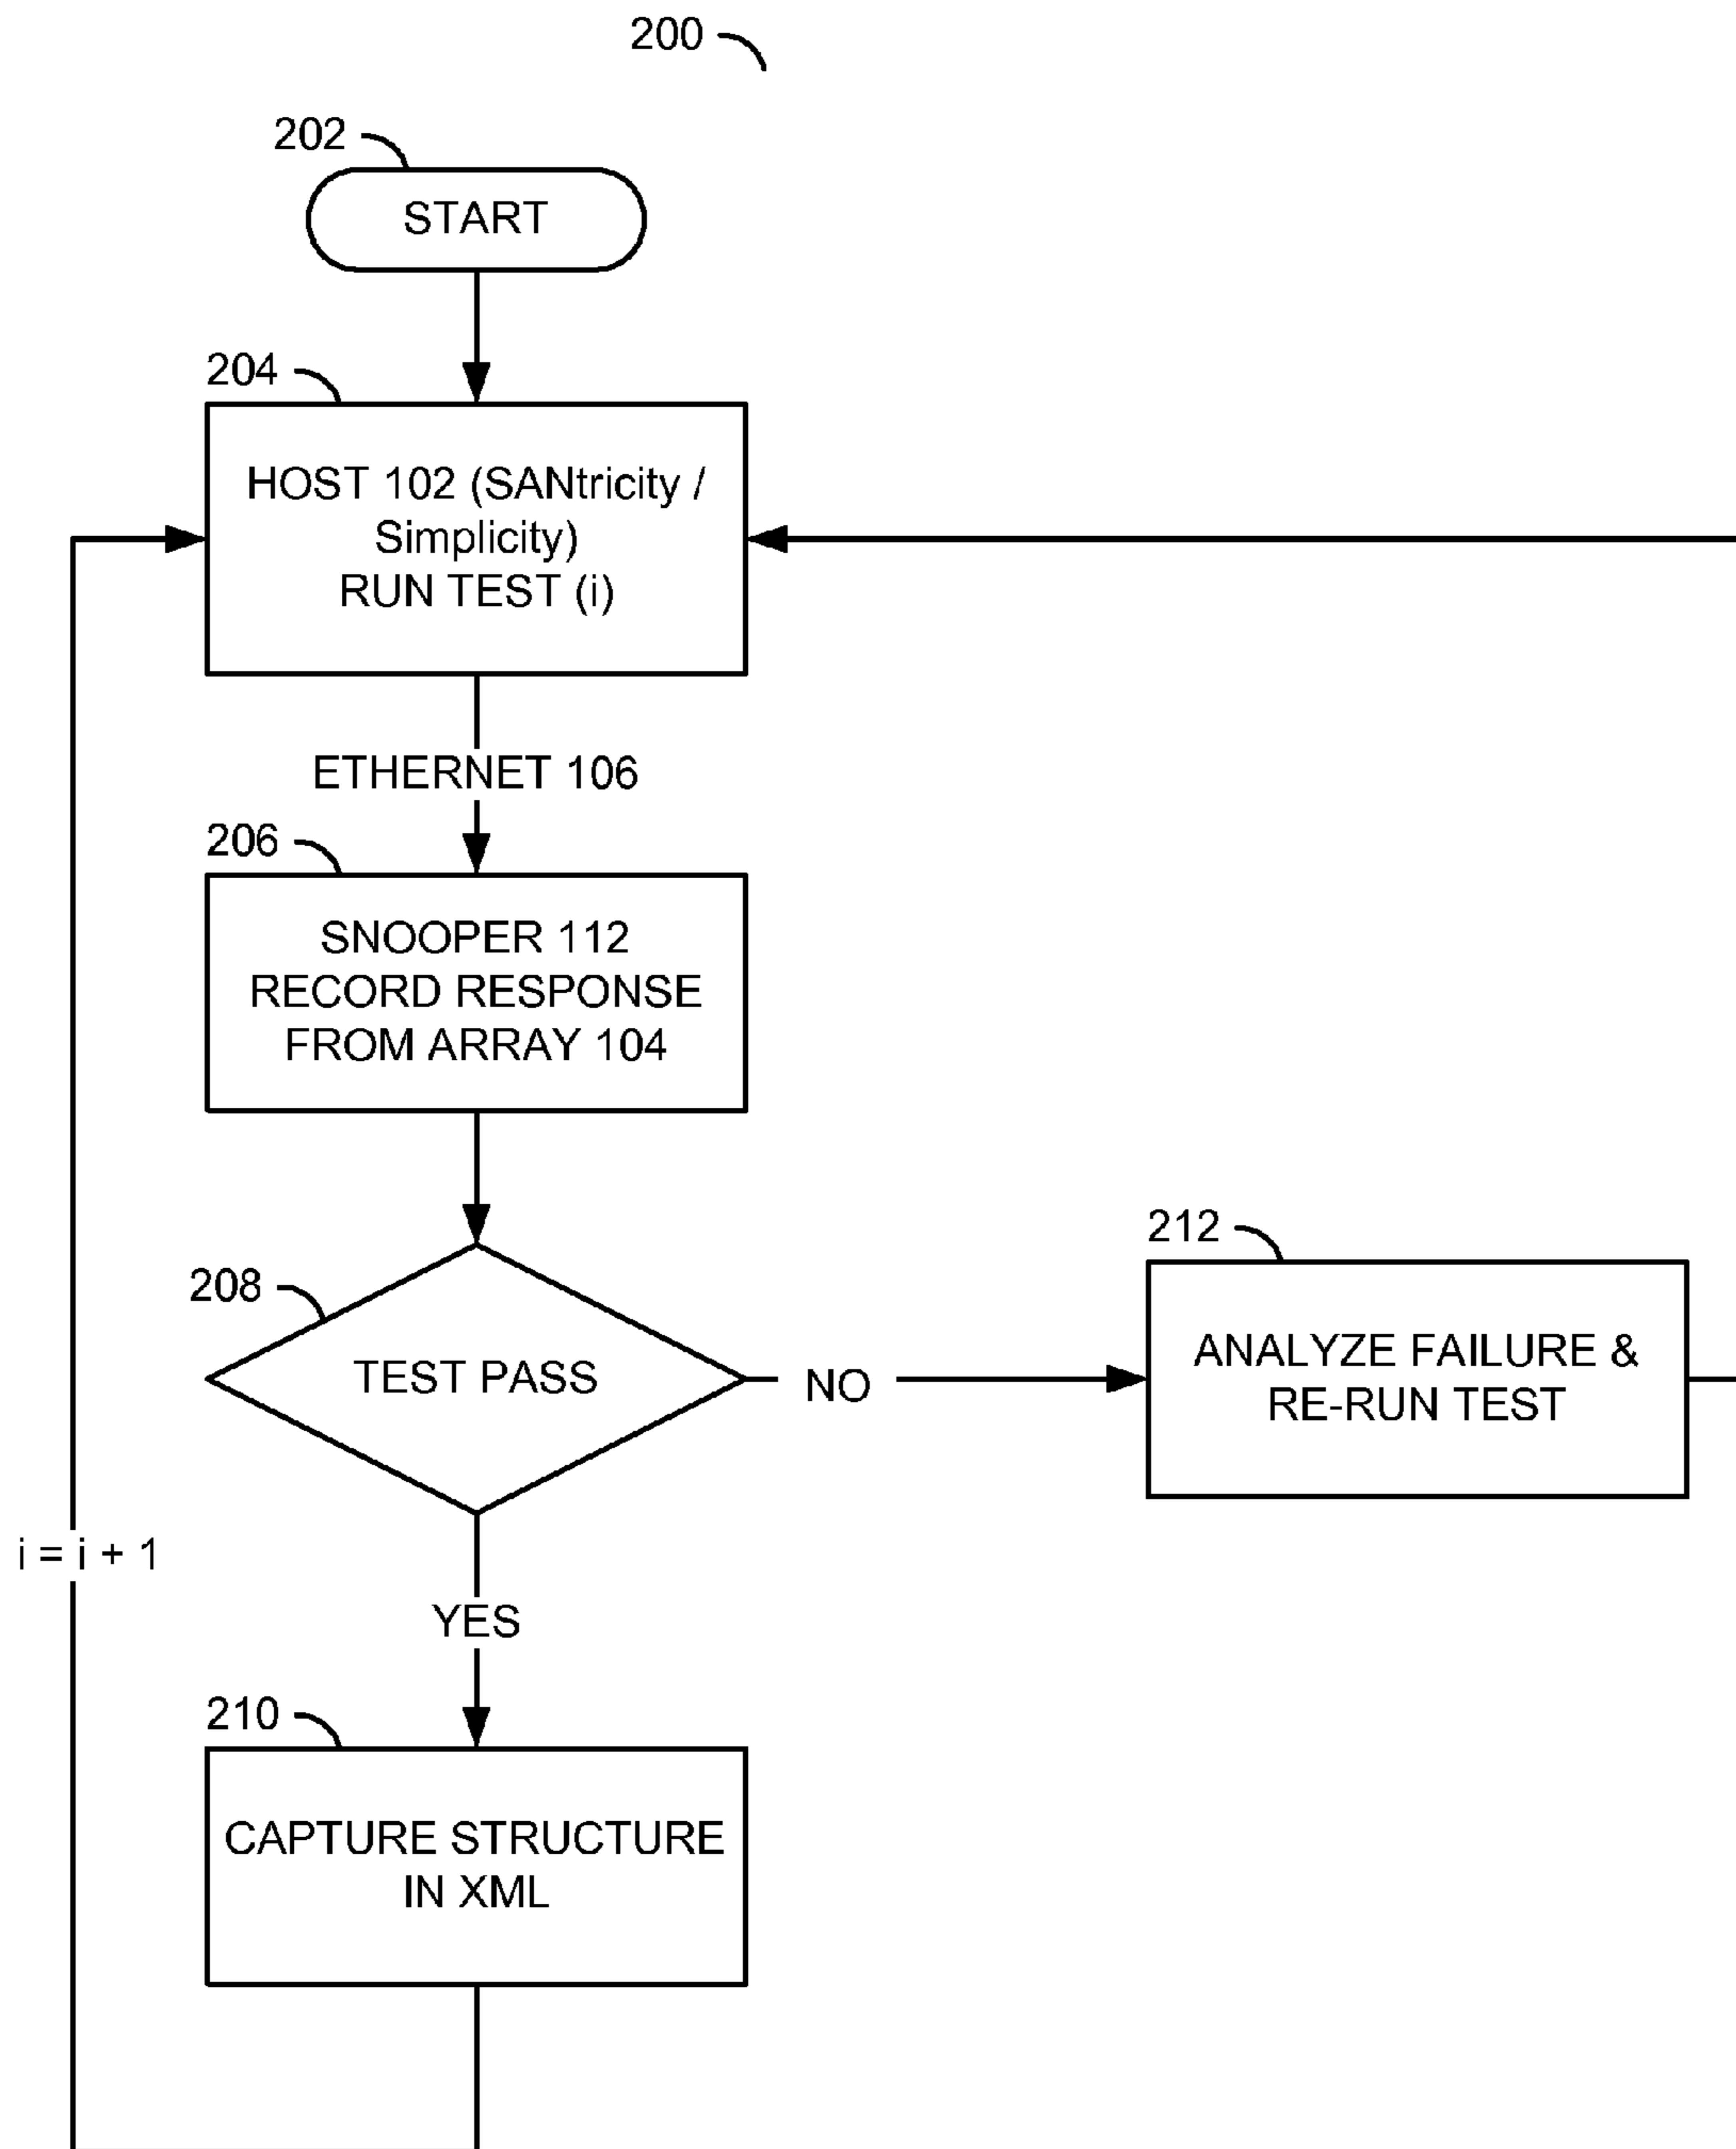 200
202
START
204
HOST 102 (SANtricity /
Simplicity)
RUN TEST (i)
ETHERNET 106
206
SNOOPER 112
RECORD RESPONSE
FROM ARRAY 104
208
TEST PASS
NO
212
ANALYZE FAILURE &
RE-RUN TEST
i = i + 1
YES
210
CAPTURE STRUCTURE
IN XML